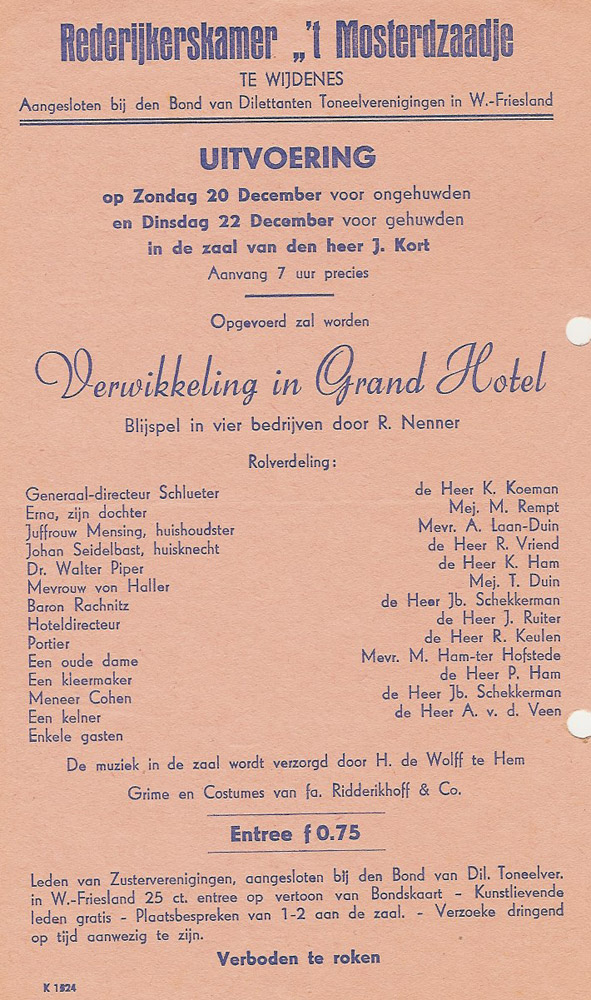 Rederijkerskamer „'t Mosterdzaadje
TE WIJDENES
Aangesloten bij den Bond van Dilettanten Toneelverenigingen in W.-Friesland
UITVOERING
op Zondag 20 December voor ongehuwden
en Dinsdag 22 December voor gehuwden
in de zaal van den heer J. Kort
Aanvang 7 uur precies
Opgevoerd zal worden
Verwikkeling in Grand Hotel
Blijspel in vier bedrijven door R. Nenner
Rolverdeling:
Generaal-directeur Schlueter de Heer K. Koeman
Erna, zijn dochter Mej. M. Rempt
Juffrouw Mensing, huishoudster Mevr. A. Laan-Duin
Johan Seidelbast, huisknecht de Heer R. Vriend
Dr. Walter Piper de Heer K. Ham
Mevrouw von Haller Mej. T. Duin
Baron Rachnitz de Heer Jb. Schekkerman
Hoteldirecteur de Heer J. Ruiter
Portier de Heer R. Keulen
Een oude dame Mevr. M. Ham-ter Hofstede
Een kleermaker de Heer P. Ham
Meneer Cohen de Heer Jb. Schekkerman
Een kelner de Heer A. v. d. Veen
Enkele gasten
De muziek in de zaal wordt verzorgd door H. de Wolff te Hem
Grime en Costumes van fa. Ridderikhoff & Co.
Entree f 0.75
Leden van Zusterverenigingen, aangesloten bij den Bond van Dil. Toneelver.
in W.-Friesland 25 ct. entree op vertoon van Bondskaart - Kunstlievende
leden gratis - Plaatsbespreken van 1-2 aan de zaal. - Verzoeke dringend
op tijd aanwezig te zijn.
Verboden te roken
K 1524